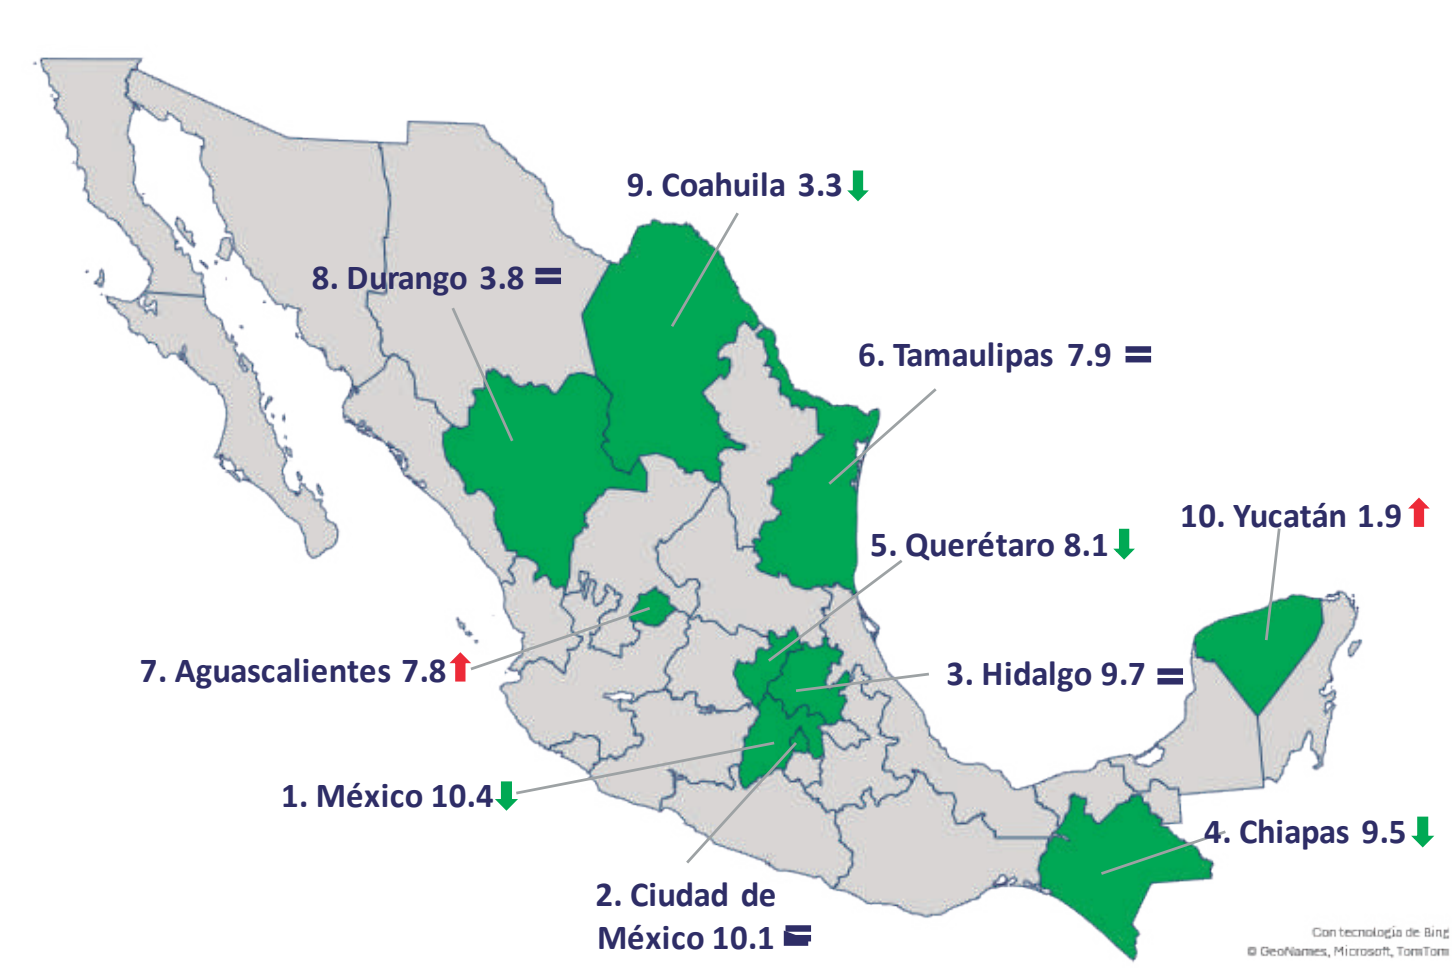 9. Coahuila 3.3
8. Durango 3.8 =
6. Tamaulipas 7.9 =
10. Yucatán 1.9
5. Querétaro 8.1
7. Aguascalientes 7.8
3. Hidalgo 9.7 =
1. México 10.4
4. Chiapas 9.5
2. Ciudad de
México 10.1 =
Con tecnología de Bing
© GeoNames, Microsoft, TomTom